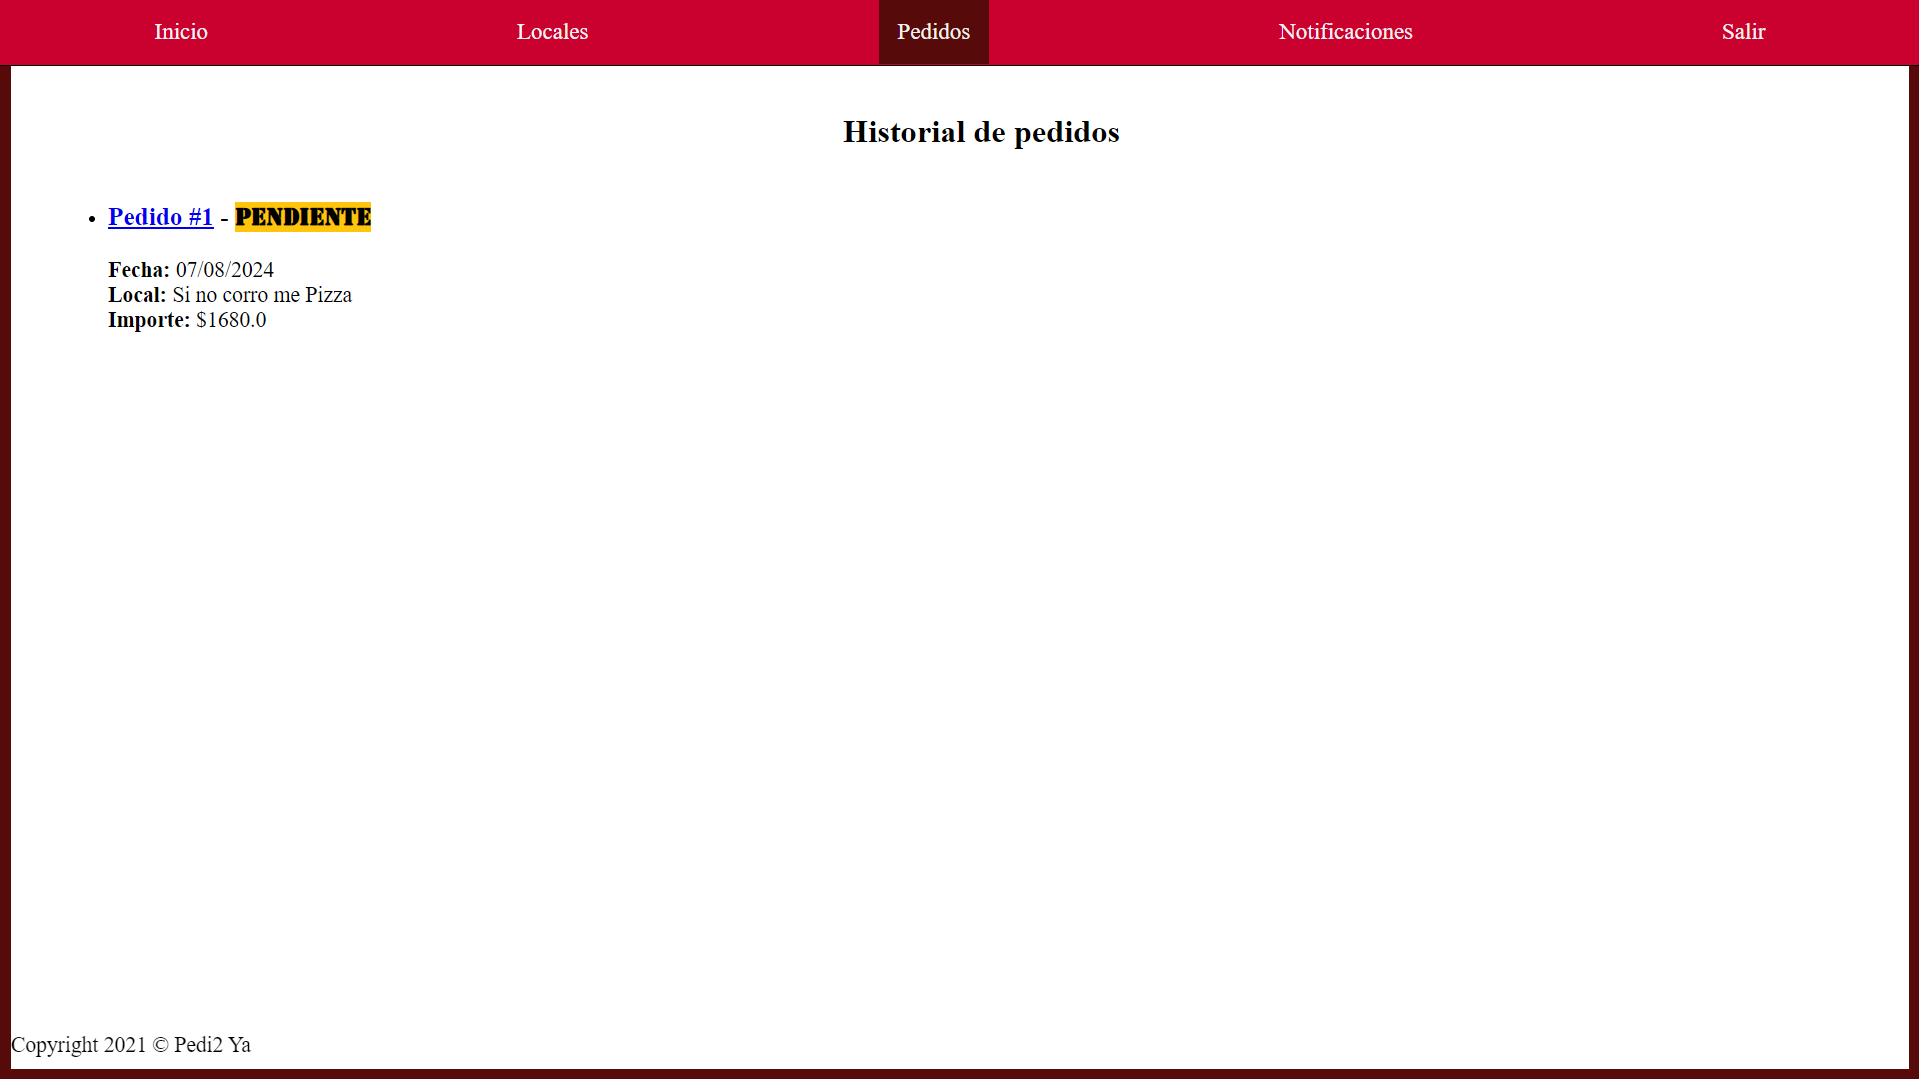 Inicio Locales Pedidos Notificaciones Salir
Historial de pedidos
Pedido #1 - PENDIENTE
Fecha: 07/08/2024
Local: Si no corro me Pizza
Importe: $1680.0
Copyright 2021 © Pedi2 Ya